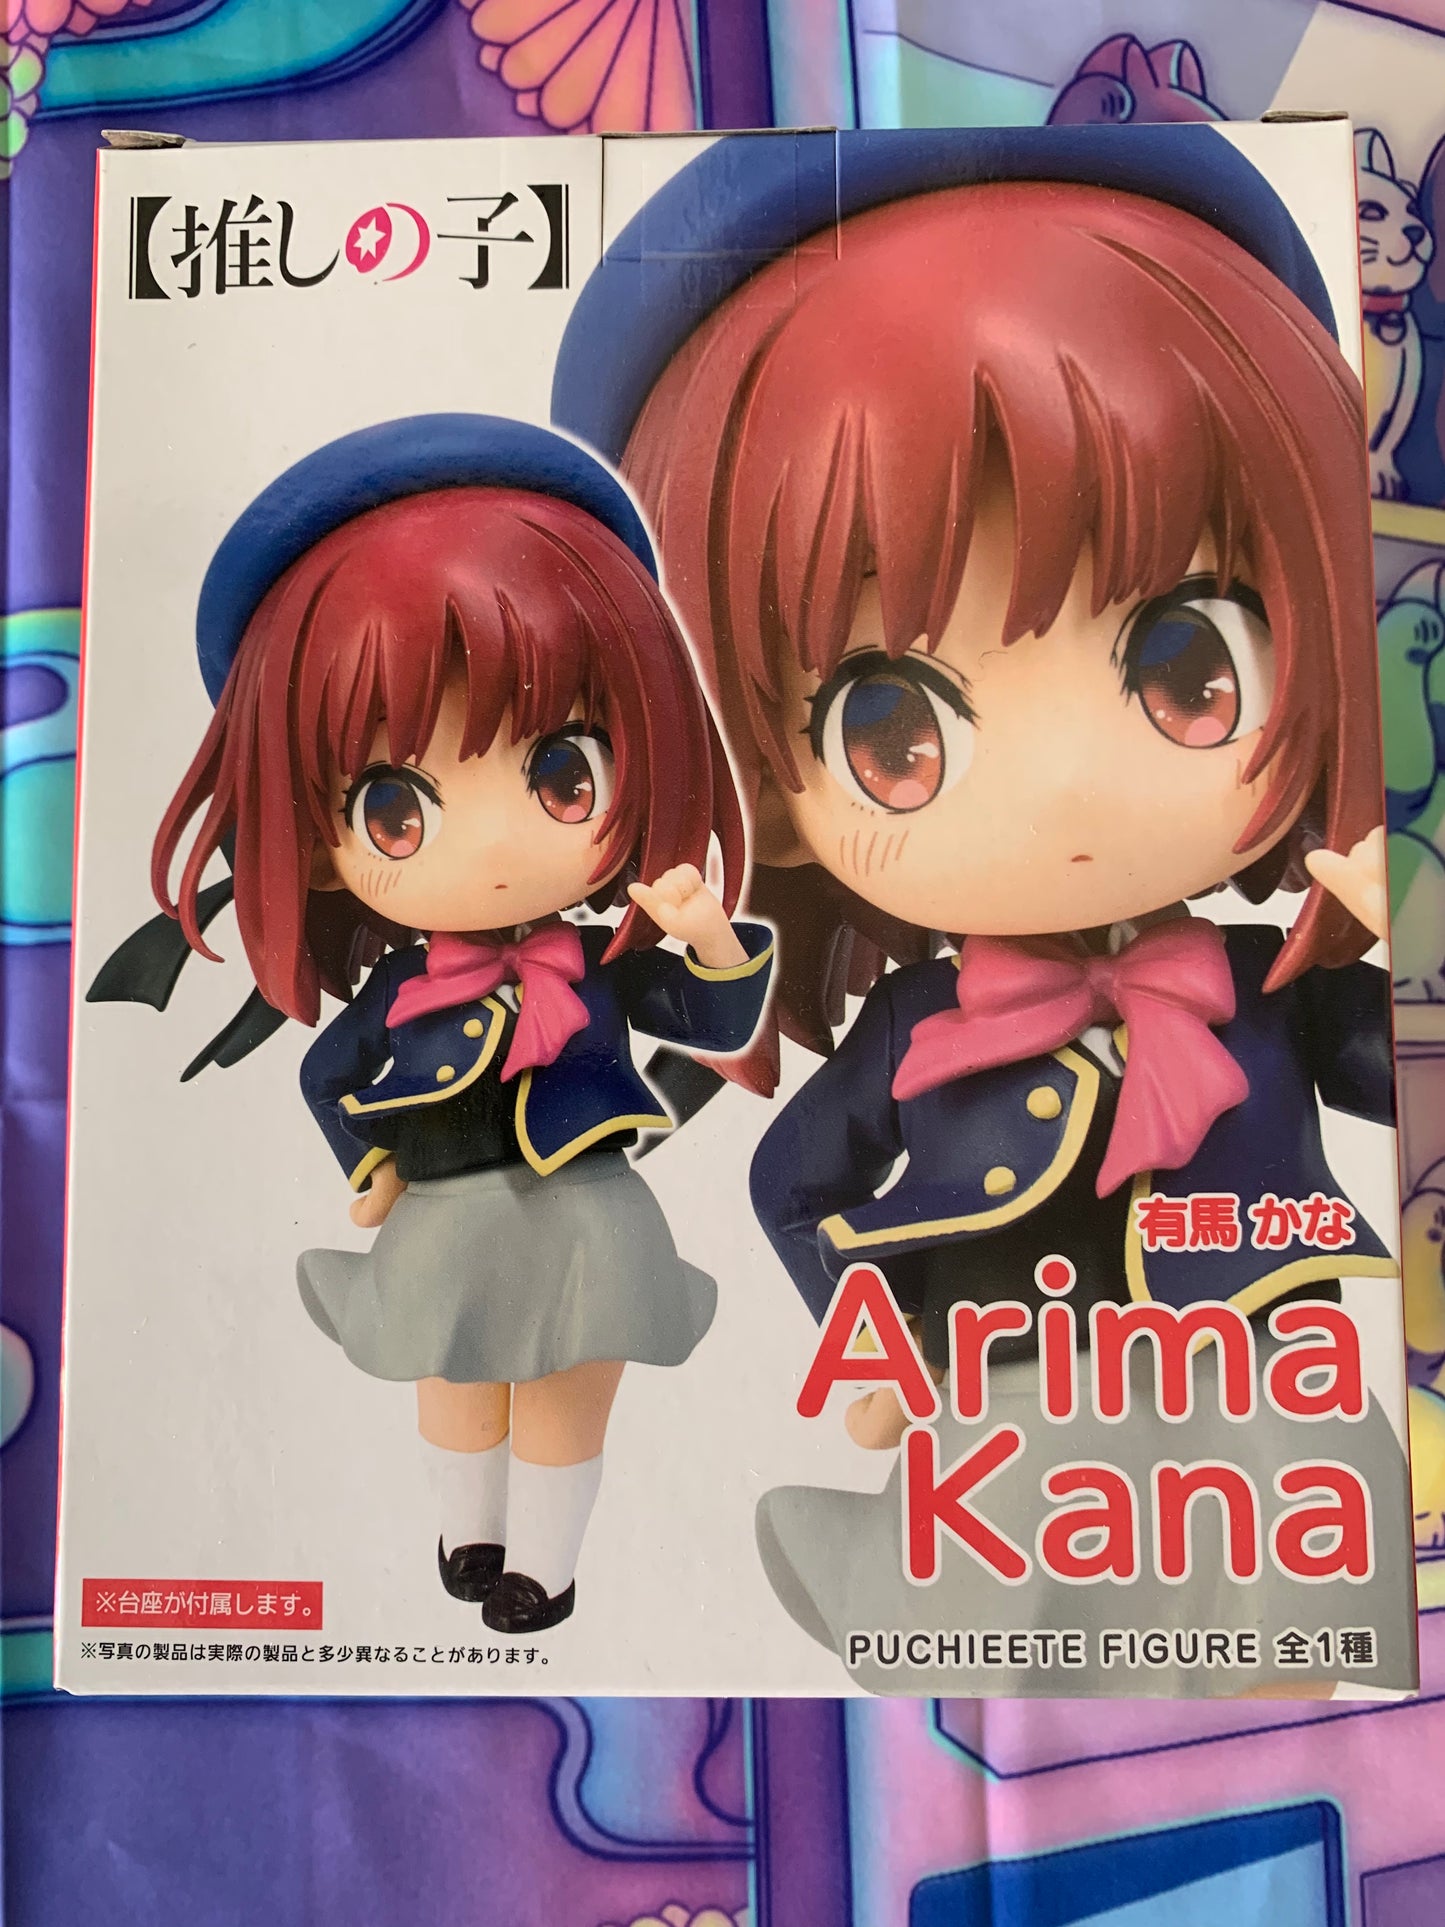 【推しの子】
有馬 かな
Arima
Kana
PUCHIEETE FIGURE 全1種
※台座が付属します。
※写真の製品は実際の製品と多少異なることがあります。